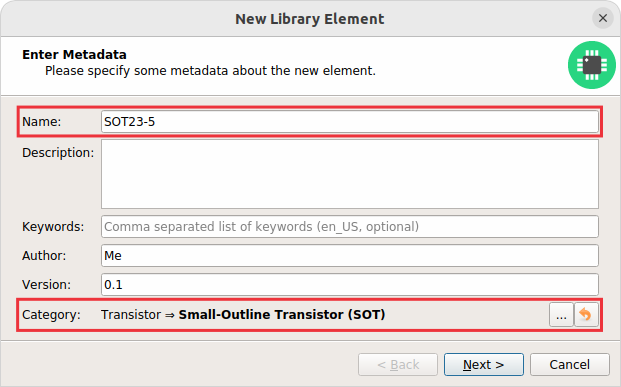 New Library Element
Enter Metadata
Please specify some metadata about the new element.
Name: SOT23-5
Description:
Keywords: Comma separated list of keywords (en_US, optional)
Author: Me
Version: 0.1
Category: Transistor ⇒ Small-Outline Transistor (SOT) ...
< Back Next > Cancel